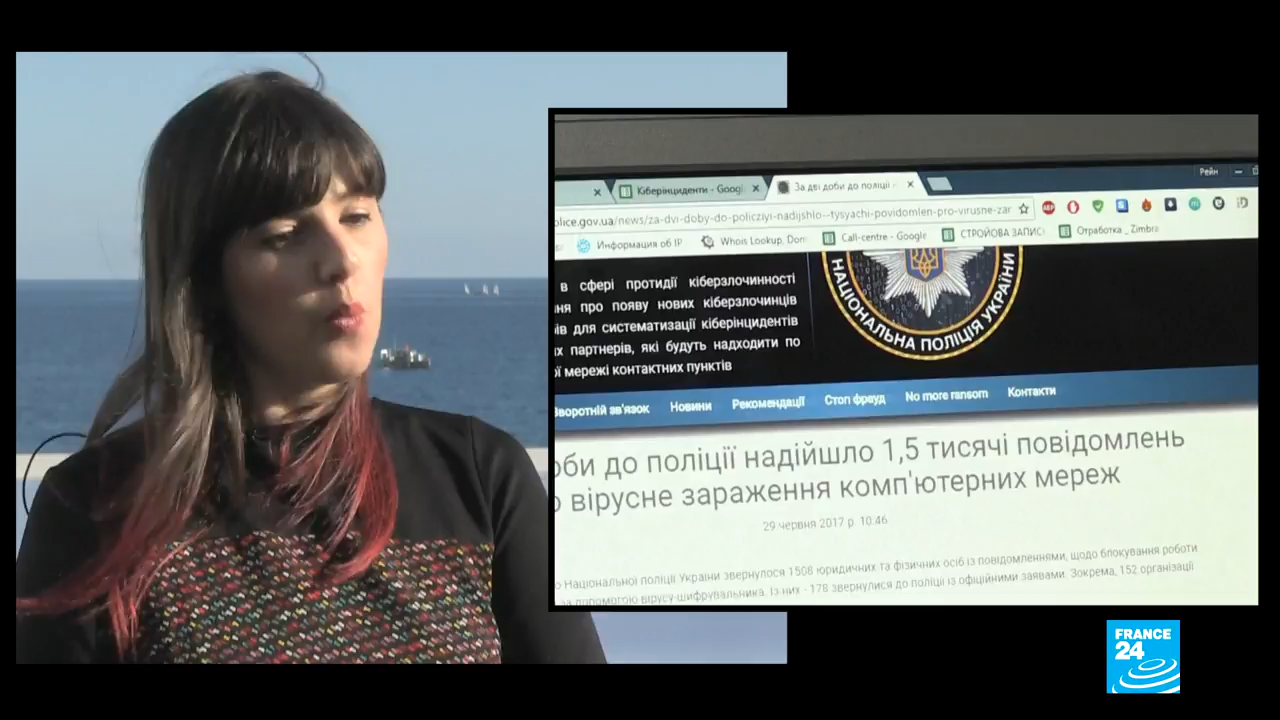 Рейн
Кіберінциденти - Googl
За дві доби до поліції
lice.gov.ua/news/za-dvi-doby-do-policziyi-nadijshlo--tysyachi-povidomlen-pro-virusne-zar
ABP
Информация об IP
Whois Lookup, Dom
Call-centre - Google
СТРОЙОВА ЗАПИС
Отработка _ Zimbra
в сфері протидії кіберзлочинності
ня про появу нових кіберзлочинців
ів для систематизації кіберінцидентів
х партнерів, які будуть надходити по
ї мережі контактних пунктів
НАЦІОНАЛЬНА ПОЛІЦІЯ УКРАЇНИ
Зворотній зв'язок
Новини
Рекомендації
Стоп фрауд
No more ransom
Контакти
оби до поліції надійшло 1,5 тисячі повідомлень
о вірусне зараження комп'ютерних мереж
29 червня 2017 р. 10:46
о Національної поліції України звернулося 1508 юридичних та фізичних осіб із повідомленнями, щодо блокування роботи
за допомогою вірусу-шифрувальника. Із них - 178 звернулися до поліції із офіційними заявами. Зокрема, 152 організації
FRANCE
24